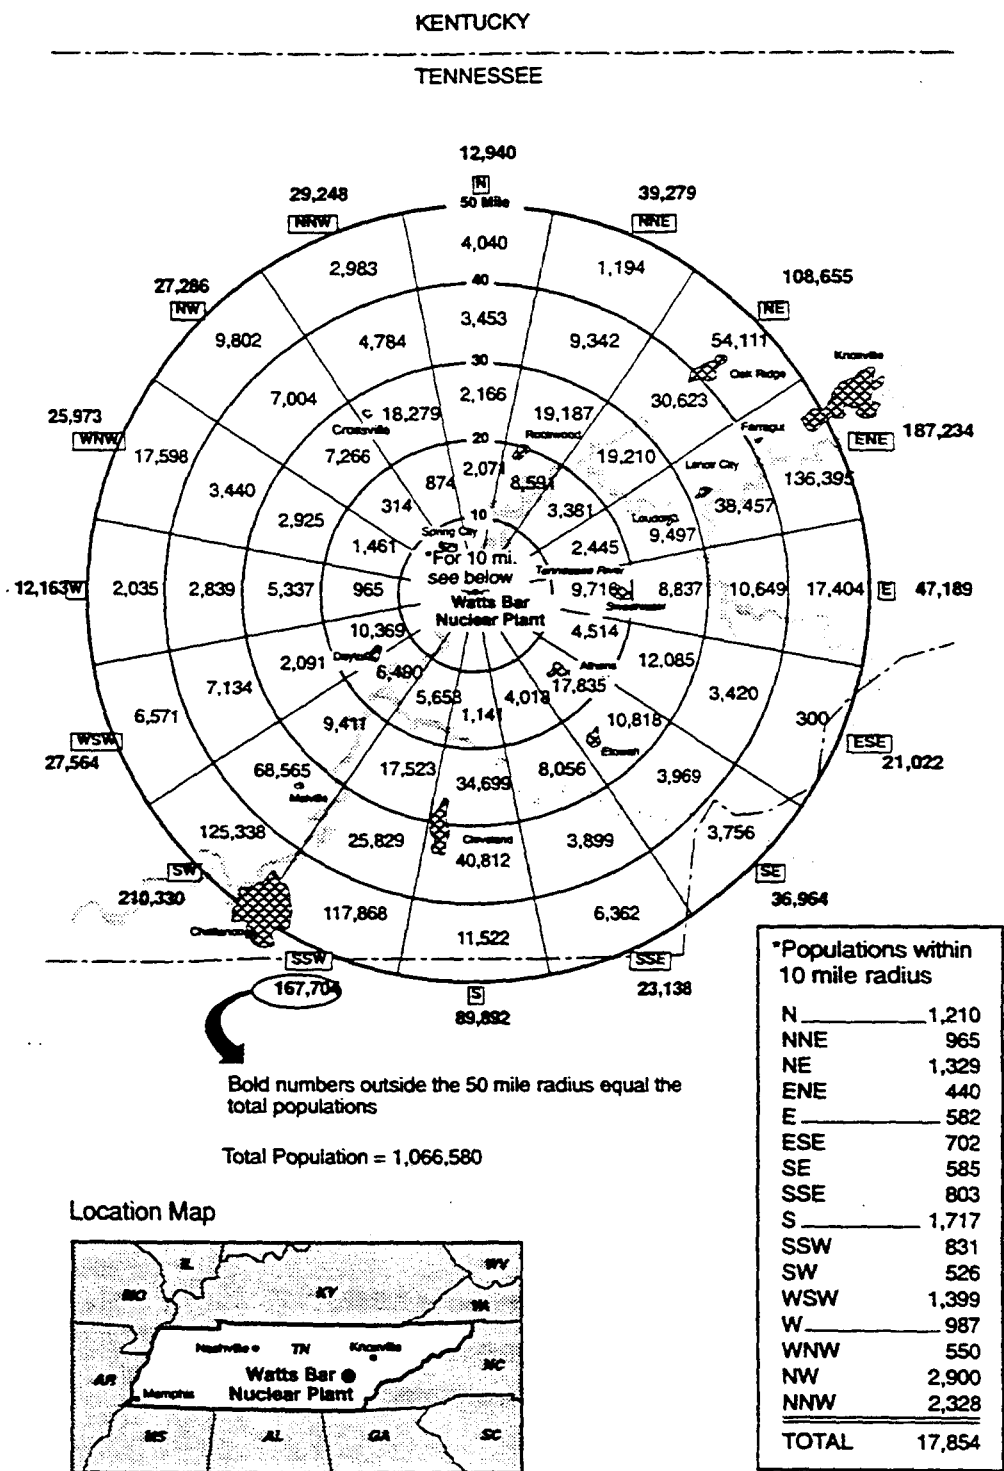 KENTUCKY
TENNESSEE
12,940
N
50 Mile
29,248
NNW
39,279
NNE
4,040
2,983
1,194
108,655
NE
40
27,286
NW
3,453
9,802
4,784
9,342
54,111
Knoxville
30
Oak Ridge
7,004
2,166
30,623
18,279
19,187
25,973
WNW
Crossville
Rockwood
Farragut
ENE
187,234
20
17,598
7,266
19,210
Lenoir City
2,071
136,395
874
8,591
3,440
314
3,381
38,457
10
2,925
Loudon
Spring City
9,497
1,461
2,445
*For 10 mi.
see below
Tennessee River
12,163
W
2,035
2,839
5,337
965
9,716
8,837
10,649
17,404
E
47,189
Watts Bar
Nuclear Plant
Sweetwater
10,369
4,514
Dayton
2,091
12,085
Athens
6,490
17,835
7,134
5,658
4,018
3,420
6,571
1,141
9,411
10,818
300
WSW
27,564
ESE
21,022
Etowah
68,565
17,523
34,699
8,056
3,969
125,338
25,829
Cleveland
40,812
3,899
3,756
SW
210,330
SE
36,964
117,868
6,362
Chattanooga
11,522
SSW
167,704
SSE
23,138
S
89,892
Bold numbers outside the 50 mile radius equal the
total populations
Total Population = 1,066,580
*Populations within
10 mile radius
N 1,210
NNE 965
NE 1,329
ENE 440
E 582
ESE 702
SE 585
SSE 803
S 1,717
SSW 831
SW 526
WSW 1,399
W 987
WNW 550
NW 2,900
NNW 2,328
TOTAL 17,854
Location Map
IL
WV
MO
KY
VA
Nashville
TN
Knoxville
Watts Bar
Nuclear Plant
NC
AR
Memphis
MS
AL
GA
SC